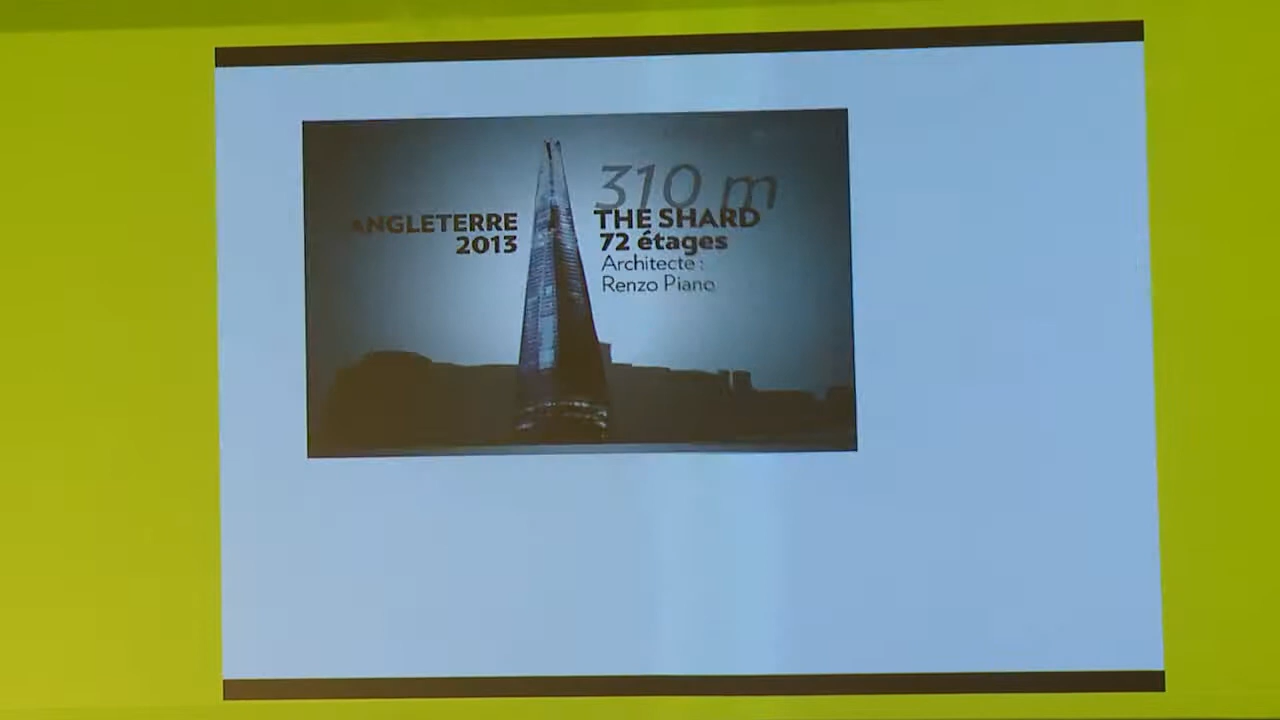 ANGLETERRE
2013
310 m
THE SHARD
72 étages
Architecte :
Renzo Piano